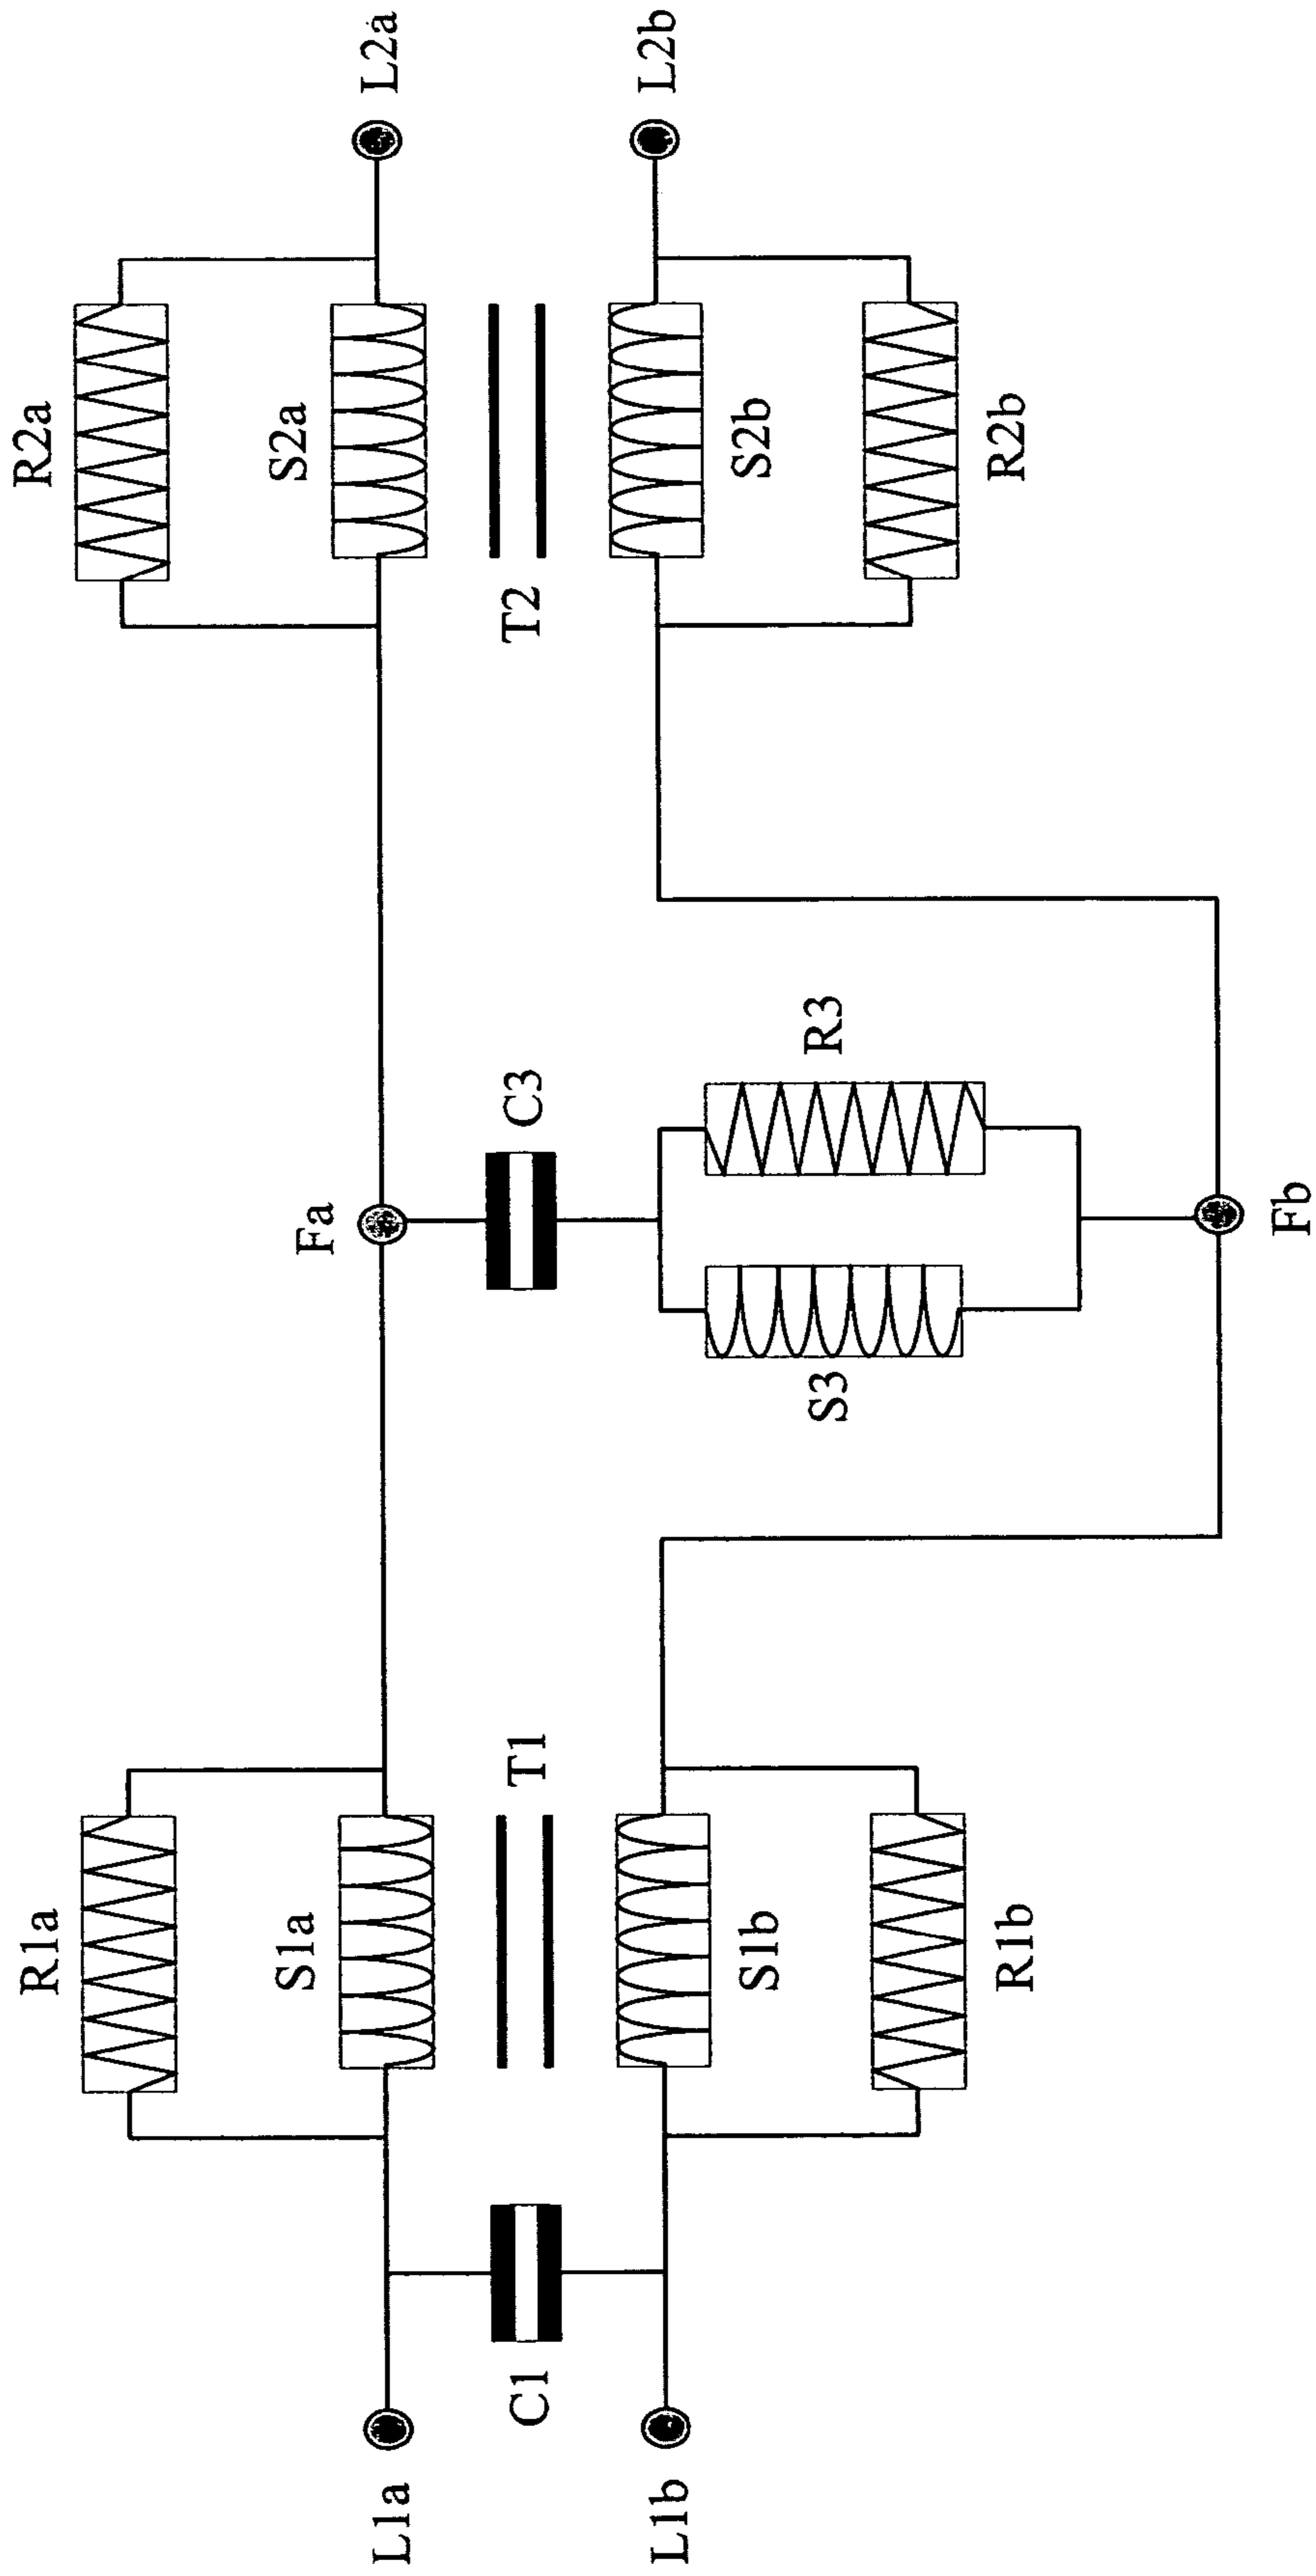 R1a
R2a
S1a
S2a
Fa
L1a
L2a
C1
T1
C3
T2
L1b
L2b
S1b
S3
R3
S2b
R1b
R2b
Fb